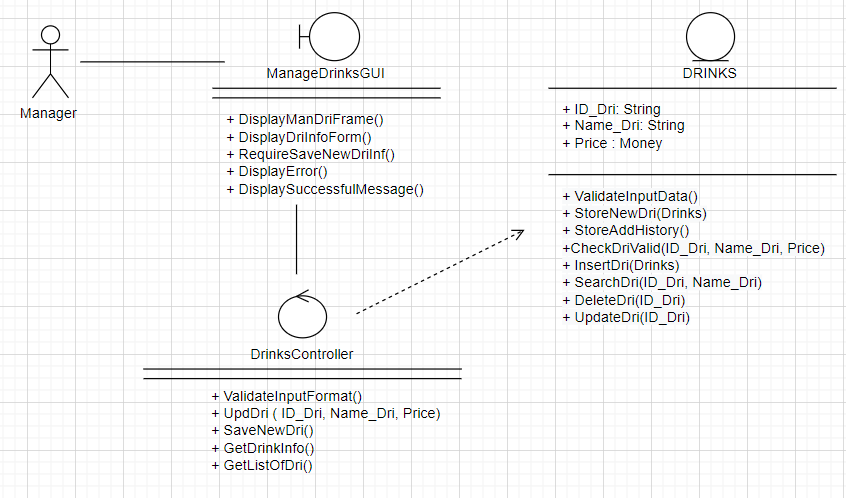 Manager
ManageDrinksGUI
+ DisplayManDriFrame()
+ DisplayDriInfoForm()
+ RequireSaveNewDriInf()
+ DisplayError()
+ DisplaySuccessfulMessage()
DRINKS
+ ID_Dri: String
+ Name_Dri: String
+ Price : Money
+ ValidateInputData()
+ StoreNewDri(Drinks)
+ StoreAddHistory()
+CheckDriValid(ID_Dri, Name_Dri, Price)
+ InsertDri(Drinks)
+ SearchDri(ID_Dri, Name_Dri)
+ DeleteDri(ID_Dri)
+ UpdateDri(ID_Dri)
DrinksController
+ ValidateInputFormat()
+ UpdDri ( ID_Dri, Name_Dri, Price)
+ SaveNewDri()
+ GetDrinkInfo()
+ GetListOfDri()